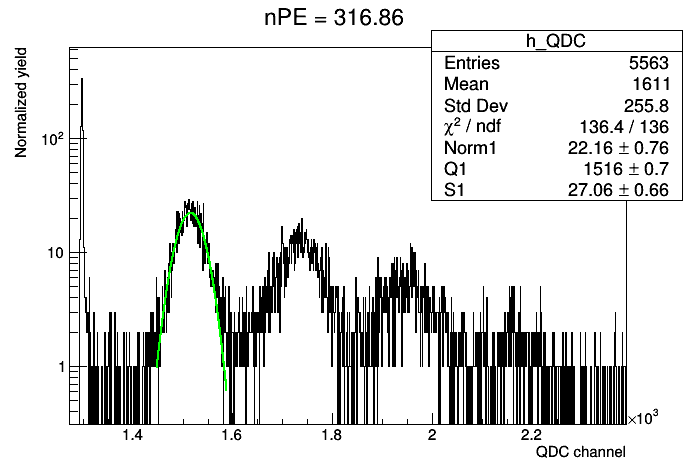 nPE = 316.86
h_QDC
Entries 5563
Mean 1611
Std Dev 255.8
χ² / ndf 136.4 / 136
Norm1 22.16 ± 0.76
Q1 1516 ± 0.7
S1 27.06 ± 0.66
Normalized yield
10²
10
1
1.4 1.6 1.8 2 2.2
×10³
QDC channel